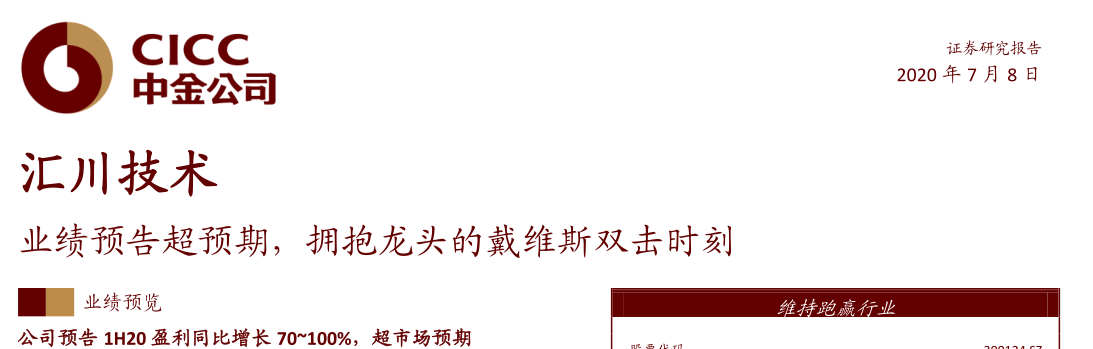 CICC
中金公司
证券研究报告
2020 年 7 月 8 日
汇川技术
业绩预告超预期，拥抱龙头的戴维斯双击时刻
业绩预览
公司预告 1H20 盈利同比增长 70~100%，超市场预期
维持跑赢行业